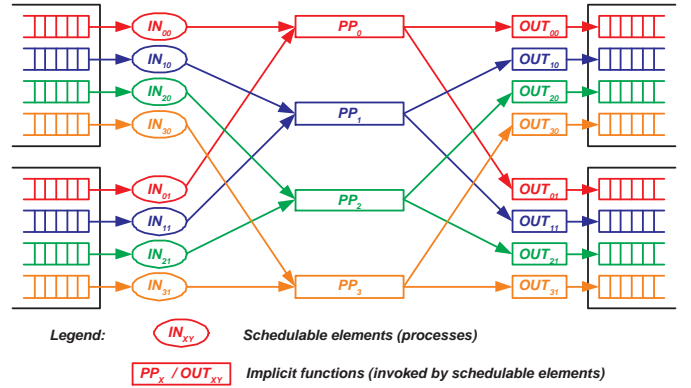 IN00 PP0 OUT00
IN10 OUT10
IN20 OUT20
PP1
IN30 OUT30
IN01 OUT01
PP2
IN11 OUT11
IN21 OUT21
IN31 PP3 OUT31
Legend: INXY Schedulable elements (processes)
PPX / OUTXY Implicit functions (invoked by schedulable elements)